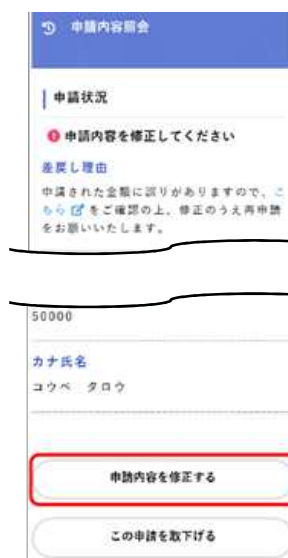 申請内容照会
申請状況
申請内容を修正してください
差戻し理由
申請された金額に誤りがありますので、こ
ちら をご確認の上、修正のうえ再申請
をお願いいたします。
50000
カナ氏名
コウベ タロウ
申請内容を修正する
この申請を取下げる